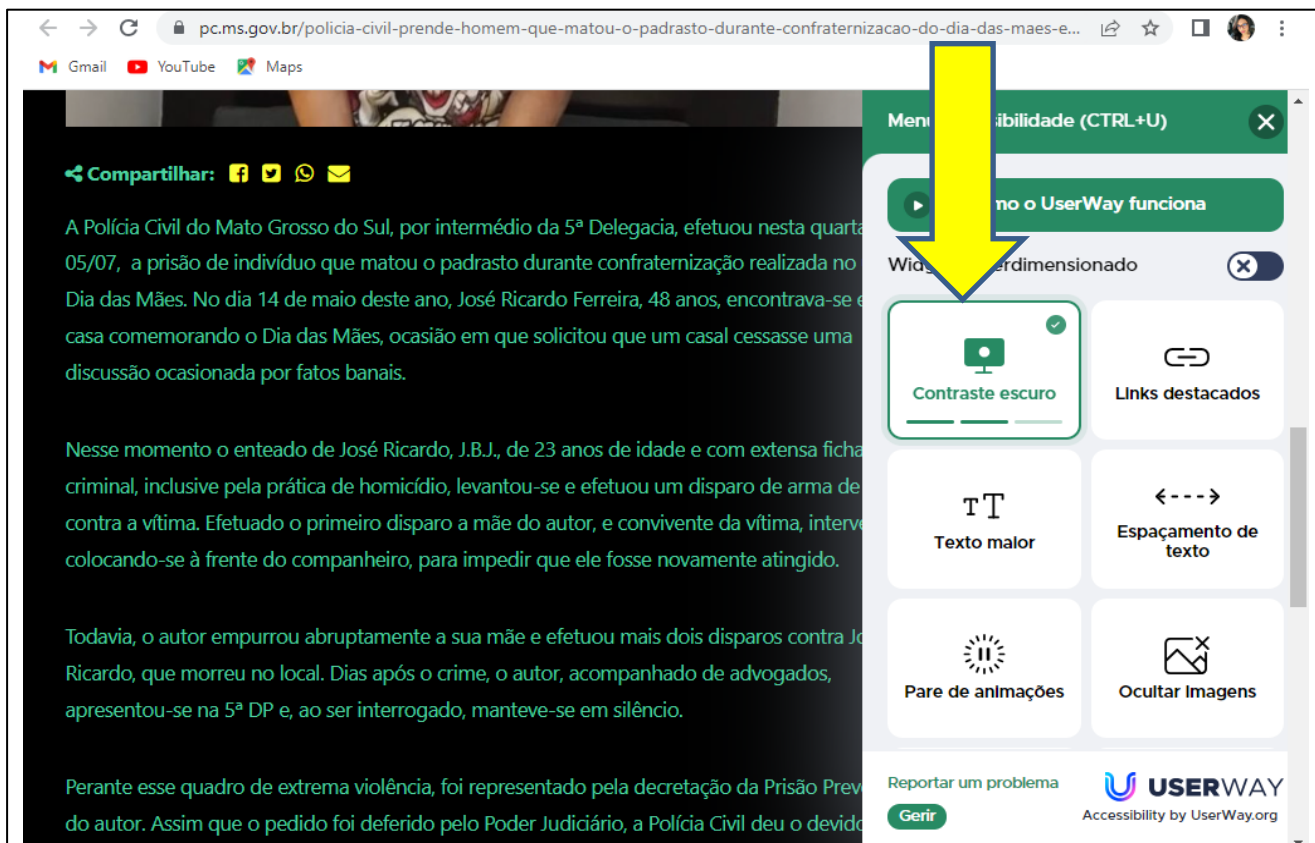 pc.ms.gov.br/policia-civil-prende-homem-que-matou-o-padrasto-durante-confraternizacao-do-dia-das-maes-e...
Gmail YouTube Maps
Compartilhar:
A Polícia Civil do Mato Grosso do Sul, por intermédio da 5ª Delegacia, efetuou nesta quarta
05/07, a prisão de indivíduo que matou o padrasto durante confraternização realizada no
Dia das Mães. No dia 14 de maio deste ano, José Ricardo Ferreira, 48 anos, encontrava-se e
casa comemorando o Dia das Mães, ocasião em que solicitou que um casal cessasse uma
discussão ocasionada por fatos banais.
Nesse momento o enteado de José Ricardo, J.B.J., de 23 anos de idade e com extensa ficha
criminal, inclusive pela prática de homicídio, levantou-se e efetuou um disparo de arma de
contra a vítima. Efetuado o primeiro disparo a mãe do autor, e convivente da vítima, interve
colocando-se à frente do companheiro, para impedir que ele fosse novamente atingido.
Todavia, o autor empurrou abruptamente a sua mãe e efetuou mais dois disparos contra Jo
Ricardo, que morreu no local. Dias após o crime, o autor, acompanhado de advogados,
apresentou-se na 5ª DP e, ao ser interrogado, manteve-se em silêncio.
Perante esse quadro de extrema violência, foi representado pela decretação da Prisão Prev
do autor. Assim que o pedido foi deferido pelo Poder Judiciário, a Polícia Civil deu o devido
Menu sibilidade (CTRL+U)
mo o UserWay funciona
Widg erdimensionado
Contraste escuro
Links destacados
Texto maior
Espaçamento de
texto
Pare de animações
Ocultar Imagens
Reportar um problema
Gerir
USERWAY
Accessibility by UserWay.org